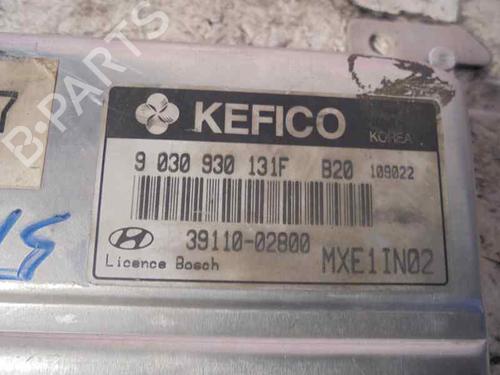 B-PARTS
KEFICO
KOREA
9 030 930 131F B20 109022
39110-02800
Licence Bosch MXE1IN02